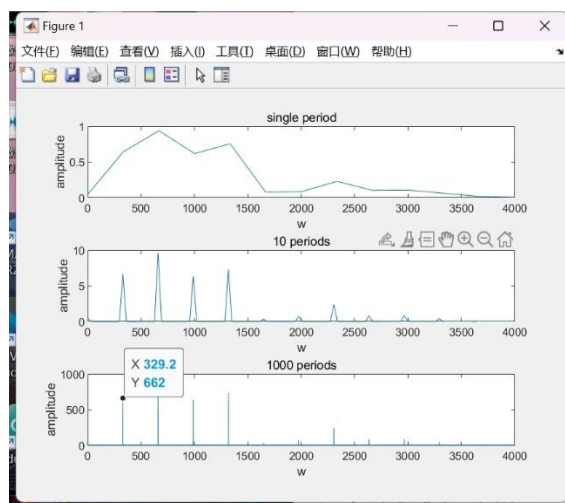 Figure 1
文件(F) 编辑(E) 查看(V) 插入(I) 工具(T) 桌面(D) 窗口(W) 帮助(H)
single period
1
0.5
0
amplitude
0 500 1000 1500 2000 2500 3000 3500 4000
w
10 periods
10
5
0
amplitude
0 500 1000 1500 2000 2500 3000 3500 4000
w
1000 periods
X 329.2
Y 662
1000
500
0
amplitude
0 500 1000 1500 2000 2500 3000 3500 4000
w